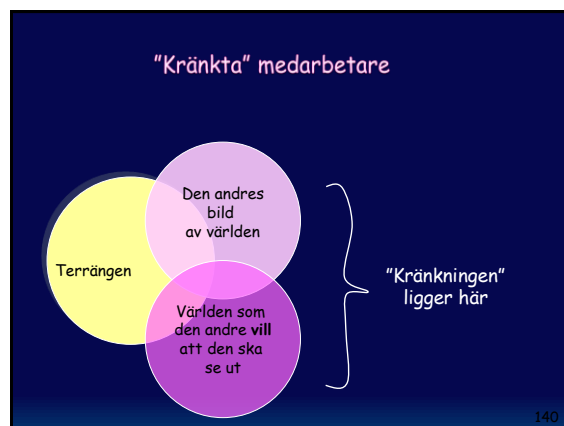 ”Kränkta” medarbetare
Den andres
bild
av världen
Terrängen
”Kränkningen”
ligger här
Världen som
den andre vill
att den ska
se ut
140